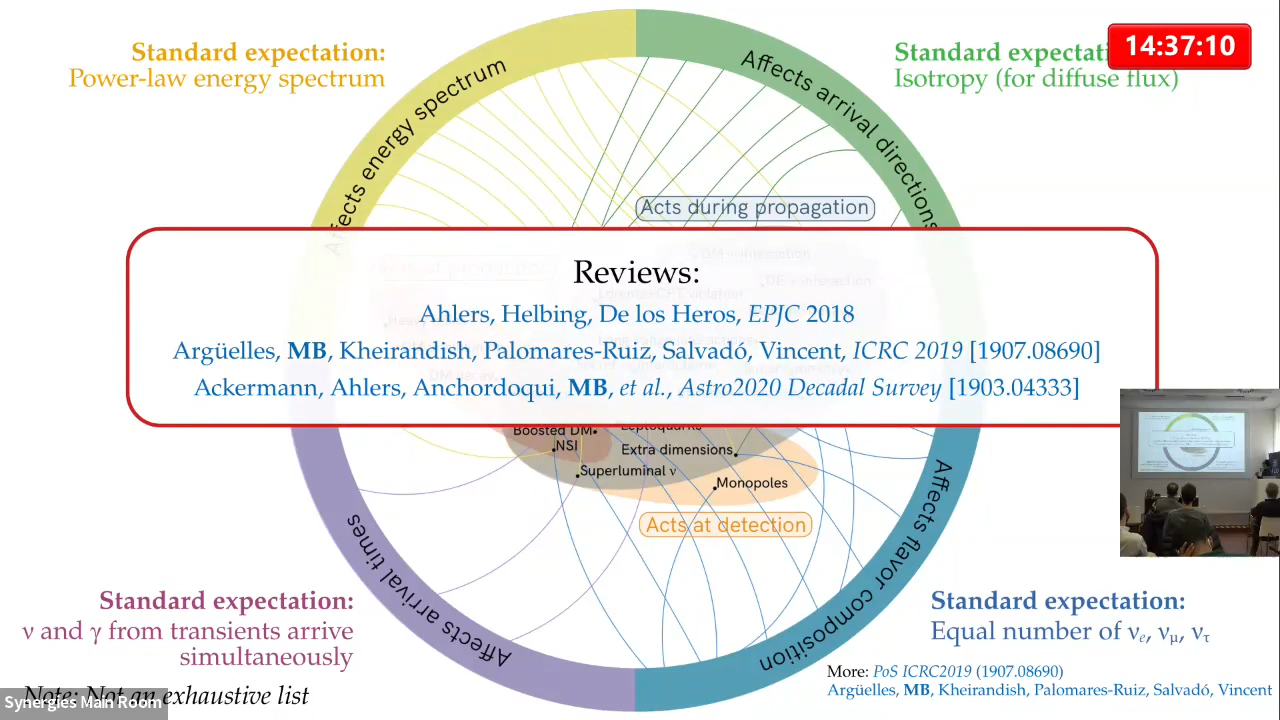 Standard expectation:
Power-law energy spectrum
Standard expectati
Isotropy (for diffuse flux)
14:37:10
Affects energy spectrum
Affects arrival directions
Acts during propagation
Reviews:
Ahlers, Helbing, De los Heros, EPJC 2018
Argüelles, MB, Kheirandish, Palomares-Ruiz, Salvadó, Vincent, ICRC 2019 [1907.08690]
Ackermann, Ahlers, Anchordoqui, MB, et al., Astro2020 Decadal Survey [1903.04333]
Boosted DM
Leptoquarks
NSI
Extra dimensions
Superluminal ν
Monopoles
Acts at detection
Affects arrival times
Affects flavor composition
Standard expectation:
ν and γ from transients arrive
simultaneously
Standard expectation:
Equal number of νe, νμ, ντ
More: PoS ICRC2019 (1907.08690)
Argüelles, MB, Kheirandish, Palomares-Ruiz, Salvadó, Vincent
Note: Not an exhaustive list
Synergies Main Room